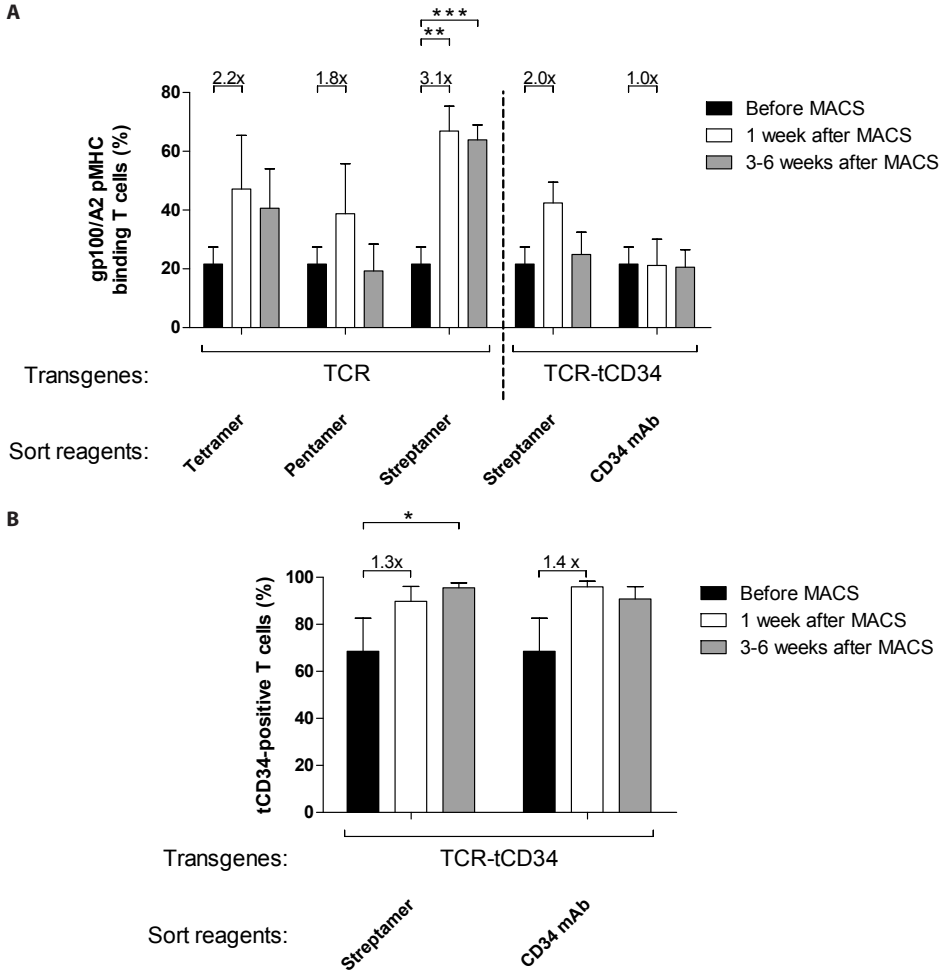 A
***
**
2.2x 1.8x 3.1x 2.0x 1.0x
80
60
40
20
0
gp100/A2 pMHC
binding T cells (%)
Before MACS
1 week after MACS
3-6 weeks after MACS
Transgenes: TCR TCR-tCD34
Sort reagents: Tetramer Pentamer Streptamer Streptamer CD34 mAb
B
*
1.3x 1.4 x
100
80
60
40
20
0
tCD34-positive T cells (%)
Before MACS
1 week after MACS
3-6 weeks after MACS
Transgenes: TCR-tCD34
Sort reagents: Streptamer CD34 mAb